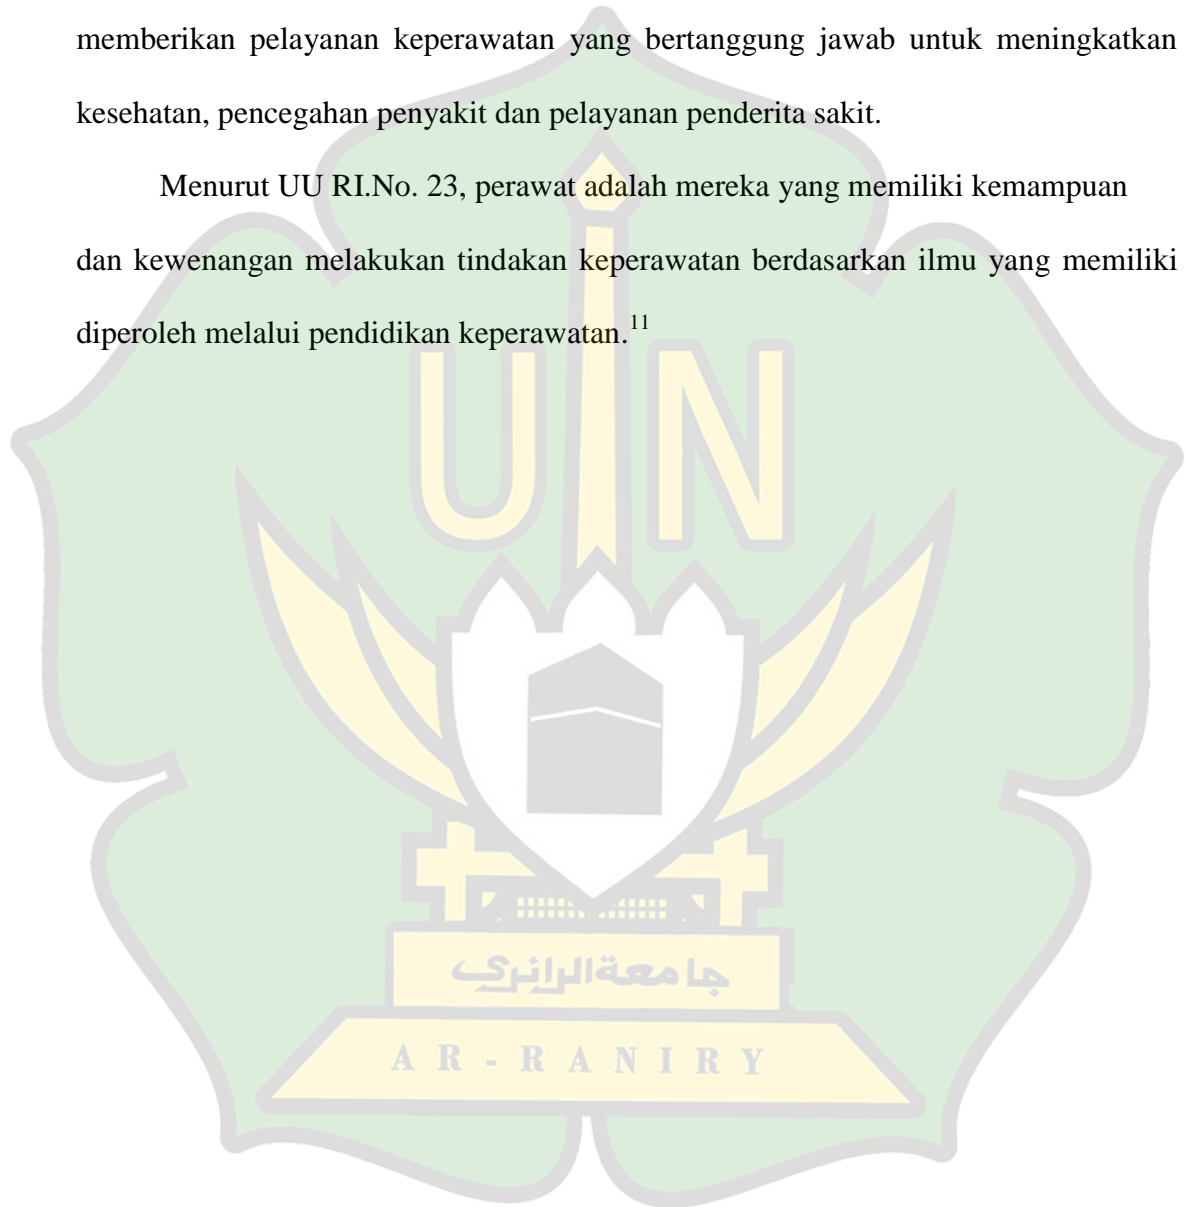 memberikan pelayanan keperawatan yang bertanggung jawab untuk meningkatkan
kesehatan, pencegahan penyakit dan pelayanan penderita sakit.
Menurut UU RI.No. 23, perawat adalah mereka yang memiliki kemampuan
dan kewenangan melakukan tindakan keperawatan berdasarkan ilmu yang memiliki
diperoleh melalui pendidikan keperawatan.11
UIN
جامعةالرانري
AR-RANIRY